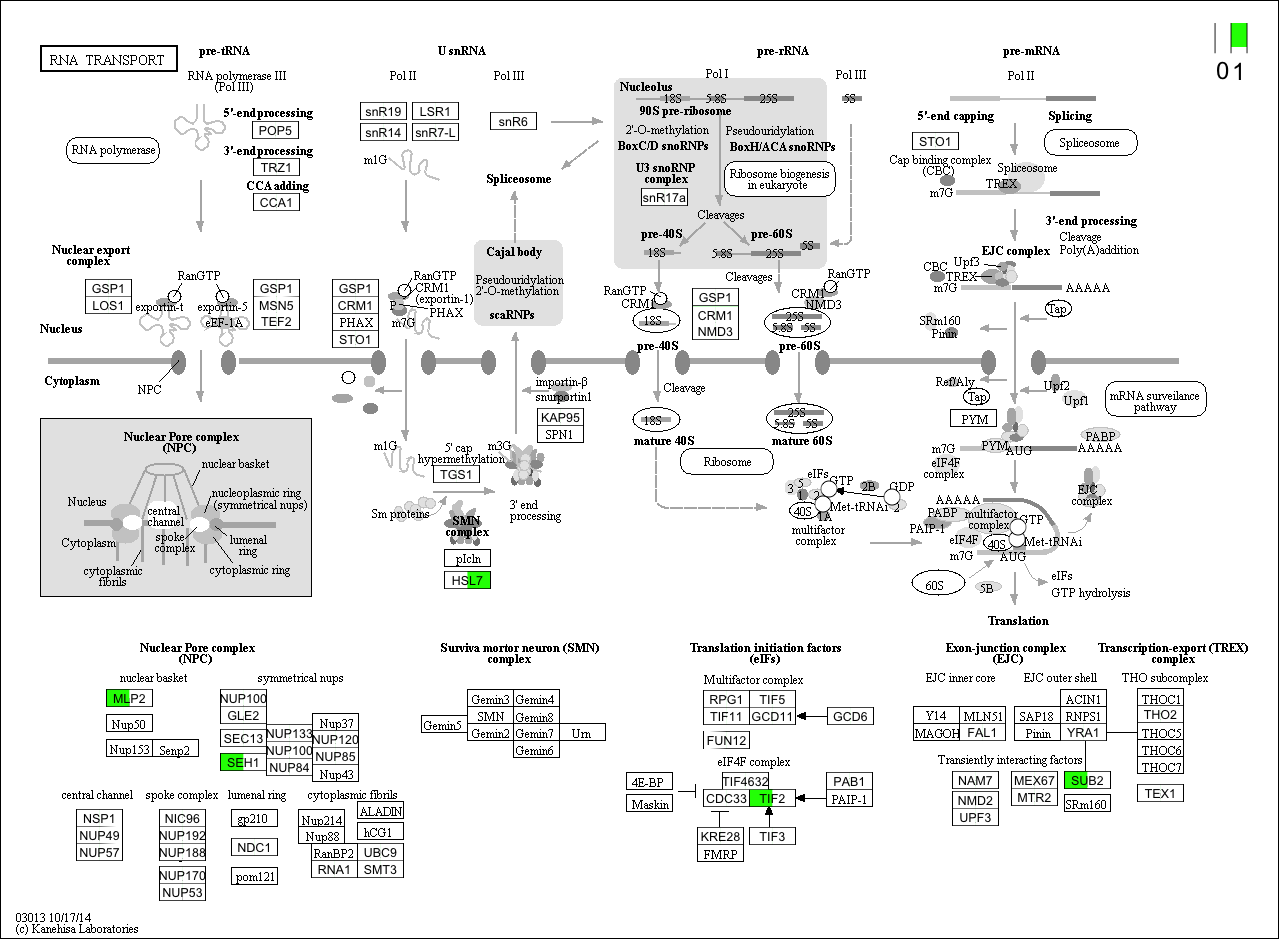 RNA TRANSPORT
pre-tRNA
RNA polymerase III
(Pol III)
5'-end processing
POP5
3'-end processing
TRZ1
CCA adding
CCA1
RNA polymerase
U snRNA
Pol II
Pol III
snR19
LSR1
snR14
snR7-L
snR6
m1G
Spliceosome
pre-rRNA
Pol I
Pol III
Nucleolus
18S
5.8S
25S
5S
90S pre-ribosome
2'-O-methylation
BoxC/D snoRNPs
Pseudouridylation
BoxH/ACA snoRNPs
U3 snoRNP
complex
snR17a
Ribosome biogenesis
in eukaryote
Cleavages
pre-40S
pre-60S
18S
5.8S
25S
5S
pre-mRNA
Pol II
5'-end capping
Splicing
STO1
Spliceosome
Cap binding complex
(CBC)
Spliceosome
TREX
m7G
3'-end processing
Cleavage
Poly(A)addition
0 1
Nuclear export
complex
GSP1
LOS1
RanGTP
exportin-t
exportin-5
eEF-1A
GSP1
MSN5
TEF2
Nucleus
Cytoplasm
NPC
GSP1
CRM1
PHAX
STO1
RanGTP
CRM1
(exportin-1)
P
PHAX
m7G
Cajal body
Pseudouridylation
2'-O-methylation
scaRNPs
Cleavages
RanGTP
CRM1
18S
GSP1
CRM1
NMD3
RanGTP
CRM1
NMD3
25S
5.8S
5S
pre-40S
pre-60S
Cleavage
18S
25S
5.8S
5S
mature 40S
mature 60S
Ribosome
EJC complex
CBC
Upf3
TREX
m7G
AAAAA
Tap
SRm160
Pinin
Ref/Aly
Tap
Upf2
Upf1
mRNA surveilance
pathway
PYM
m7G
PYM
AUG
PABP
AAAAA
eIF4F
complex
EJC
complex
importin-β
snurportin1
KAP95
SPN1
m1G
5' cap
hypermethylation
TGS1
m3G
Sm proteins
3' end
processing
SMN
complex
pIcln
HSL7
3
5
1
2
eIFs
GTP
2B
GDP
40S
Met-tRNAi
2
1A
multifactor
complex
AAAAA
PABP
PAIP-1
multifactor
complex
GTP
eIF4F
40S
Met-tRNAi
m7G
AUG
60S
5B
eIFs
GTP hydrolysis
Translation
Nuclear Pore complex
(NPC)
nuclear basket
Nucleus
nucleoplasmic ring
(symmetrical nups)
central
channel
spoke
complex
Cytoplasm
lumenal
ring
cytoplasmic
fibrils
cytoplasmic ring
Nuclear Pore complex
(NPC)
nuclear basket
MLP2
Nup50
Nup153
Senp2
symmetrical nups
NUP100
GLE2
SEC13
SEH1
NUP133
NUP100
NUP84
Nup37
NUP120
NUP85
Nup43
central channel
NSP1
NUP49
NUP57
spoke complex
NIC96
NUP192
NUP188
NUP170
NUP53
lumenal ring
gp210
NDC1
pom121
cytoplasmic fibrils
Nup214
Nup88
ALADIN
hCG1
RanBP2
UBC9
RNA1
SMT3
Surviva mortor neuron (SMN)
complex
Gemin5
Gemin3
Gemin4
SMN
Gemin8
Gemin2
Gemin7
Gemin6
Urn
Translation initiation factors
(eIFs)
Multifactor complex
RPG1
TIF5
TIF11
GCD11
GCD6
FUN12
eIF4F complex
4E-BP
Maskin
TIF4632
CDC33
TIF2
PAB1
PAIP-1
KRE28
FMRP
TIF3
Exon-junction complex
(EJC)
EJC inner core
Y14
MLN51
MAGOH
FAL1
EJC outer shell
ACIN1
SAP18
RNPS1
Pinin
YRA1
Transiently interacting factors
NAM7
NMD2
UPF3
MEX67
MTR2
SUB2
SRm160
Transcription-export (TREX)
complex
THO subcomplex
THOC1
THO2
THOC5
THOC6
THOC7
TEX1
03013 10/17/14
(c) Kanehisa Laboratories